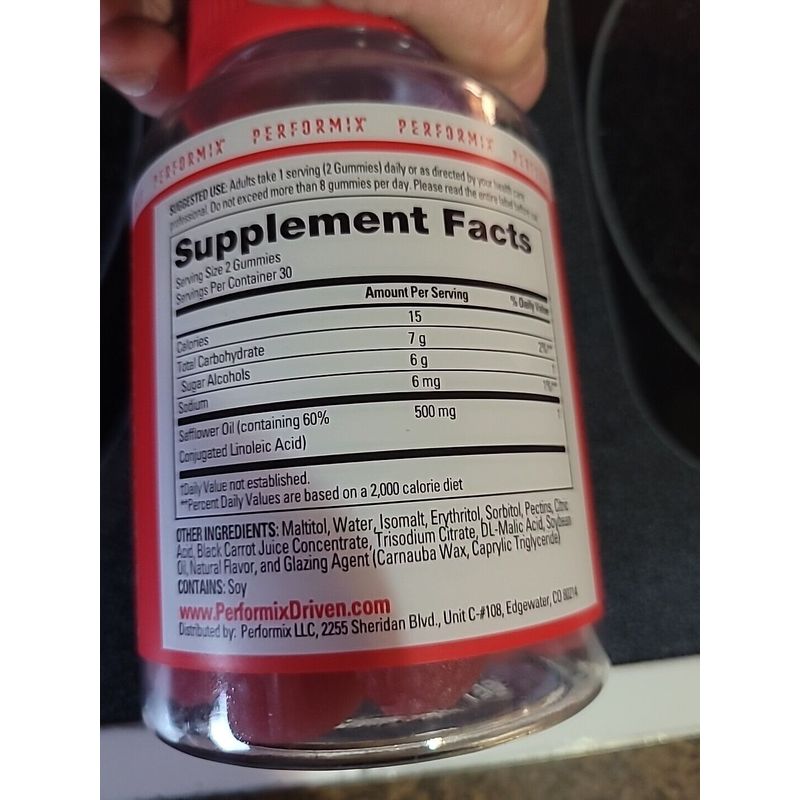 PERFORMIX PERFORMIX PERFORMIX
SUGGESTED USE: Adults take 1 serving (2 Gummies) daily or as directed by your health care
professional. Do not exceed more than 8 gummies per day. Please read the entire label before
Supplement Facts
Serving Size 2 Gummies
Servings Per Container 30
Amount Per Serving % Daily Value
Calories 15
Total Carbohydrate 7 g 2%**
Sugar Alcohols 6 g †
Sodium 6 mg
Safflower Oil (containing 60% 500 mg †
Conjugated Linoleic Acid)
†Daily Value not established.
**Percent Daily Values are based on a 2,000 calorie diet
OTHER INGREDIENTS: Maltitol, Water, Isomalt, Erythritol, Sorbitol, Pectins, Citric
Acid, Black Carrot Juice Concentrate, Trisodium Citrate, DL-Malic Acid, Soybean
Oil, Natural Flavor, and Glazing Agent (Carnauba Wax, Caprylic Triglyceride)
CONTAINS: Soy
www.PerformixDriven.com
Distributed by: Performix LLC, 2255 Sheridan Blvd., Unit C-#108, Edgewater, CO 80214